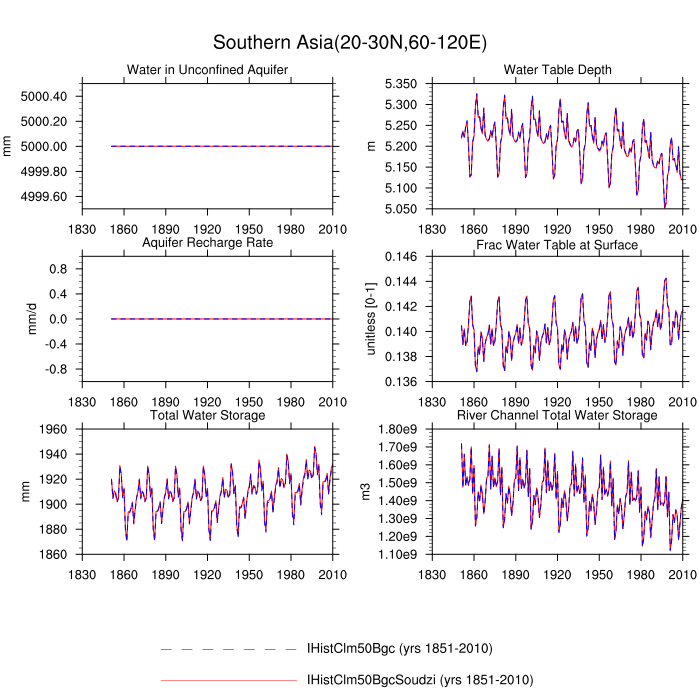 Southern Asia(20-30N,60-120E)
Water in Unconfined Aquifer
5000.40
5000.20
5000.00
4999.80
4999.60
mm
1830 1860 1890 1920 1950 1980 2010
Water Table Depth
5.350
5.300
5.250
5.200
5.150
5.100
5.050
m
1830 1860 1890 1920 1950 1980 2010
Aquifer Recharge Rate
0.8
0.4
0.0
-0.4
-0.8
mm/d
1830 1860 1890 1920 1950 1980 2010
Frac Water Table at Surface
0.146
0.144
0.142
0.140
0.138
0.136
unitless [0-1]
1830 1860 1890 1920 1950 1980 2010
Total Water Storage
1960
1940
1920
1900
1880
1860
mm
1830 1860 1890 1920 1950 1980 2010
River Channel Total Water Storage
1.80e9
1.70e9
1.60e9
1.50e9
1.40e9
1.30e9
1.20e9
1.10e9
m3
1830 1860 1890 1920 1950 1980 2010
IHistClm50Bgc (yrs 1851-2010)
IHistClm50BgcSoudzi (yrs 1851-2010)